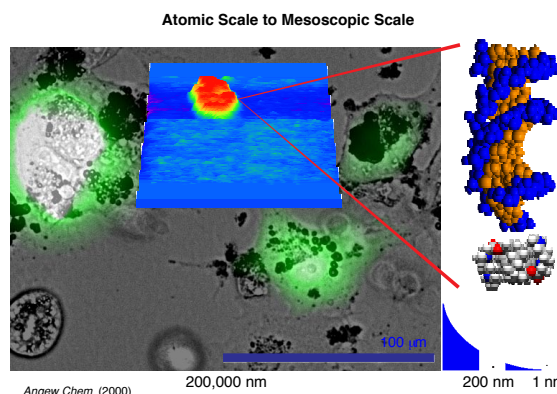 Atomic Scale to Mesoscopic Scale
100 µm
Angew Chem (2000)
200,000 nm
200 nm
1 nm